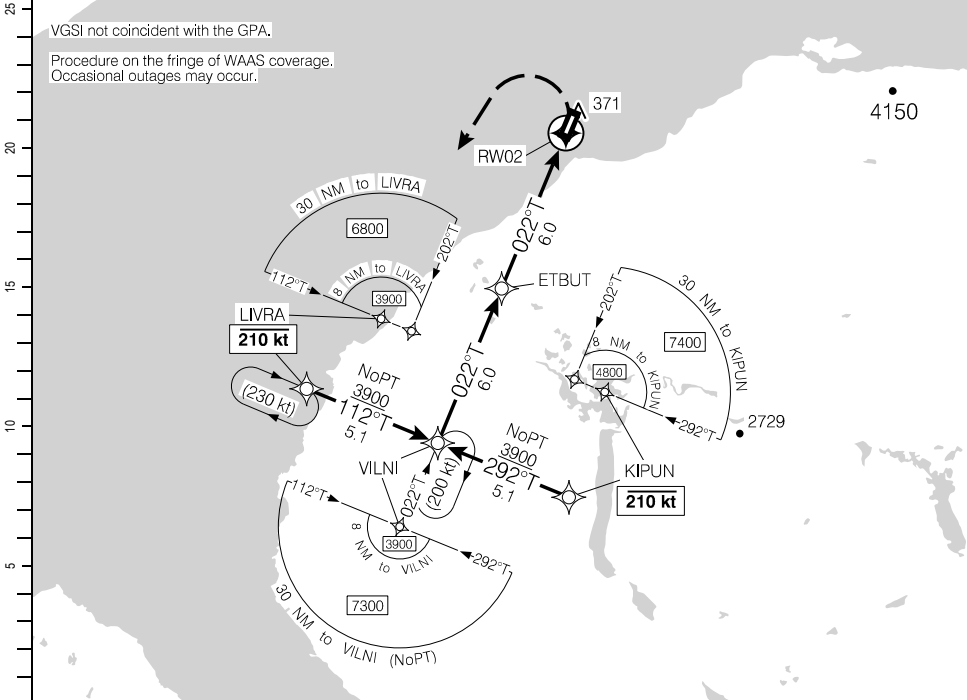 25
20
15
10
5
VGSI not coincident with the GPA.
Procedure on the fringe of WAAS coverage.
Occasional outages may occur.
371
4150
RW02
022°T
6.0
30 NM to LIVRA
6800
202°T
112°T
8 NM to LIVRA
3900
LIVRA
210 kt
(230 kt)
ETBUT
022°T
6.0
30 NM to KIPUN
7400
202°T
8 NM to KIPUN
4800
292°T
2729
NoPT
3900
112°T
5.1
NoPT
3900
292°T
5.1
KIPUN
210 kt
VILNI
022°T
(200 kt)
112°T
292°T
3900
8 NM to VILNI
7300
30 NM to VILNI (NoPT)